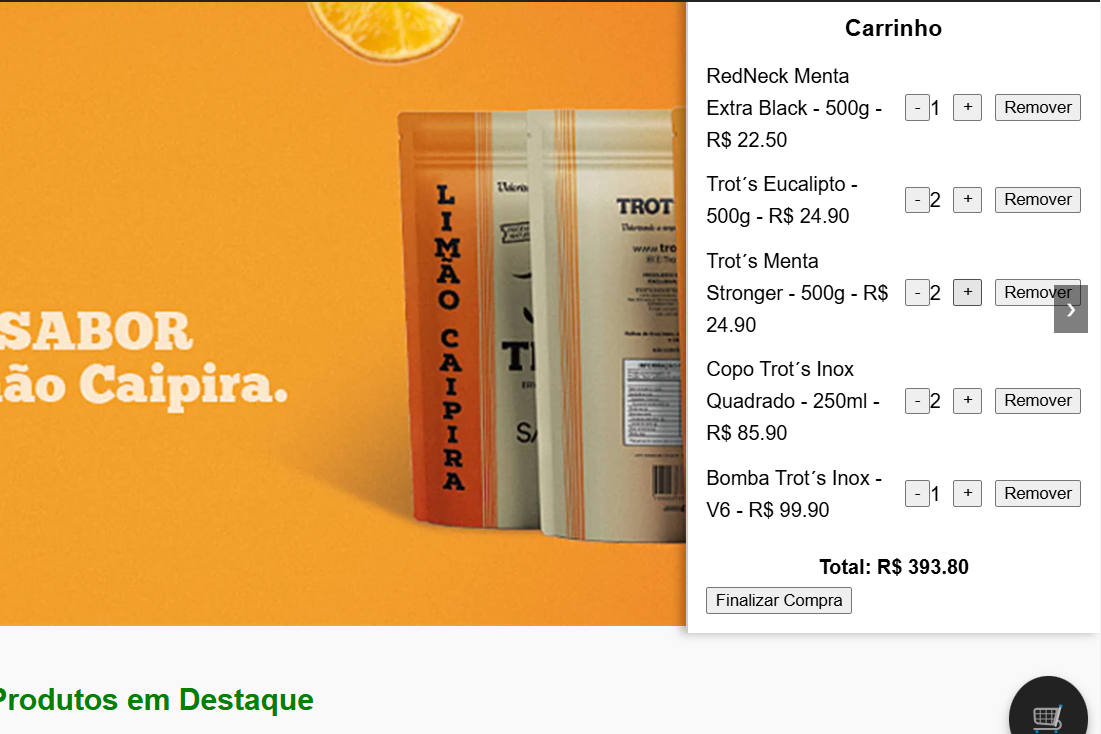 Carrinho
RedNeck Menta
Extra Black - 500g -
R$ 22.50
- 1 + Remover
Trot´s Eucalipto -
500g - R$ 24.90
- 2 + Remover
Trot´s Menta
Stronger - 500g - R$
24.90
- 2 + Remover
❯
Copo Trot´s Inox
Quadrado - 250ml -
R$ 85.90
- 2 + Remover
Bomba Trot´s Inox -
V6 - R$ 99.90
- 1 + Remover
Total: R$ 393.80
Finalizar Compra
SABOR
ão Caipira.
LIMÃO CAIPIRA
TROT
www.tro
Produtos em Destaque